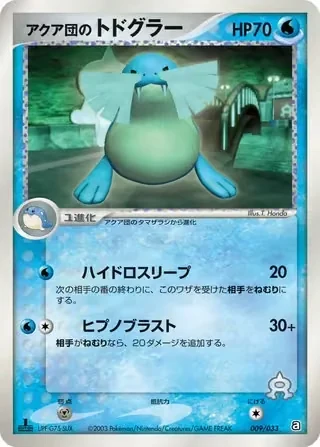 アクア団のトドグラー HP70
Illus.T. Honda
1進化 アクア団のタマザラシから進化
ハイドロスリープ 20
次の相手の番の終わりに、このワザを受けた相手をねむりにする。
ヒプノブラスト 30+
相手がねむりなら、20ダメージを追加する。
弱点 抵抗力 にげる
LPF-G75-SUX ©2003 Pokémon/Nintendo/Creatures/GAME FREAK 009/033 a